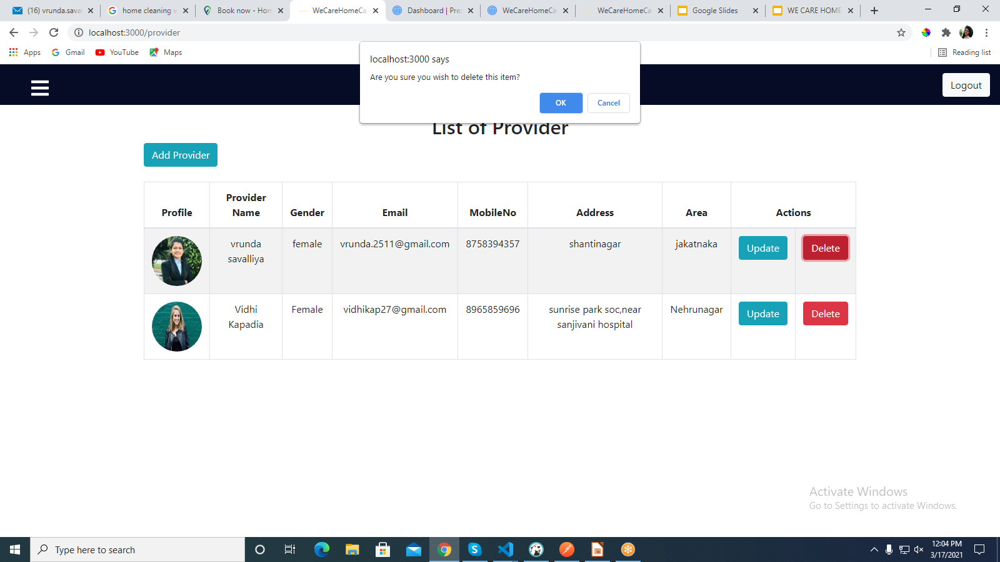 (16) vrunda.saval
home cleaning w
Book now - Hom
WeCareHomeCa
Dashboard | Prez
WeCareHomeCa
WeCareHomeCa
Google Slides
WE CARE HOME
localhost:3000/provider
Apps
Gmail
YouTube
Maps
Reading list
localhost:3000 says
Are you sure you wish to delete this item?
OK
Cancel
Logout
List of Provider
Add Provider
Profile
Provider
Name
Gender
Email
MobileNo
Address
Area
Actions
vrunda
savalliya
female
vrunda.2511@gmail.com
8758394357
shantinagar
jakatnaka
Update
Delete
Vidhi
Kapadia
Female
vidhikap27@gmail.com
8965859696
sunrise park soc,near
sanjivani hospital
Nehrunagar
Update
Delete
Activate Windows
Go to Settings to activate Windows.
Type here to search
12:04 PM
3/17/2021